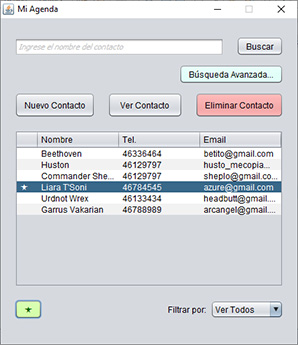 Mi Agenda
Ingrese el nombre del contacto Buscar
Búsqueda Avanzada...
Nuevo Contacto Ver Contacto Eliminar Contacto
Nombre Tel. Email
Beethoven 46336464 betito@gmail.com
Huston 46129797 husto_mecopia...
Commander She... 46129797 sheplo@gmail.c...
★ Liara T'Soni 46784545 azure@gmail.com
Urdnot Wrex 46133434 headbutt@gmail....
Garrus Vakarian 46788989 arcangel@gmail....
★ Filtrar por: Ver Todos